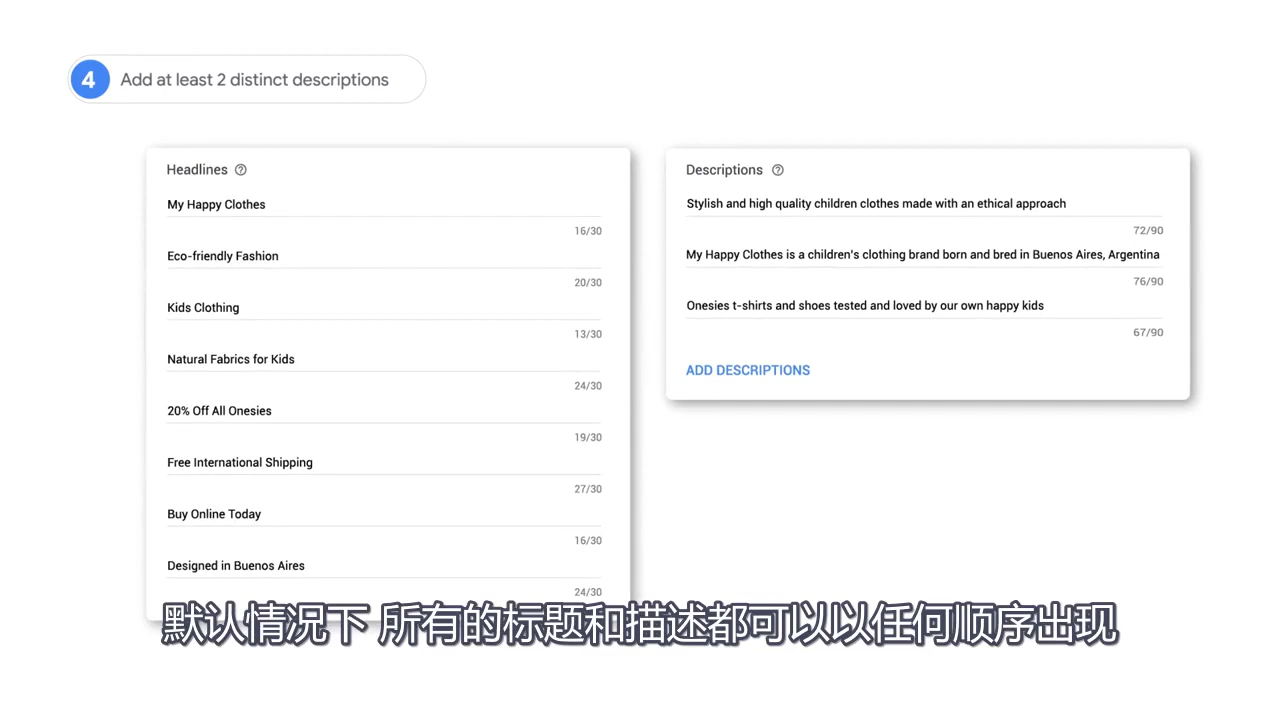 4 Add at least 2 distinct descriptions
Headlines ?
My Happy Clothes
16/30
Eco-friendly Fashion
20/30
Kids Clothing
13/30
Natural Fabrics for Kids
24/30
20% Off All Onesies
19/30
Free International Shipping
27/30
Buy Online Today
16/30
Designed in Buenos Aires
24/30
Descriptions ?
Stylish and high quality children clothes made with an ethical approach
72/90
My Happy Clothes is a children's clothing brand born and bred in Buenos Aires, Argentina
76/90
Onesies t-shirts and shoes tested and loved by our own happy kids
67/90
ADD DESCRIPTIONS
默认情况下 所有的标题和描述都可以以任何顺序出现